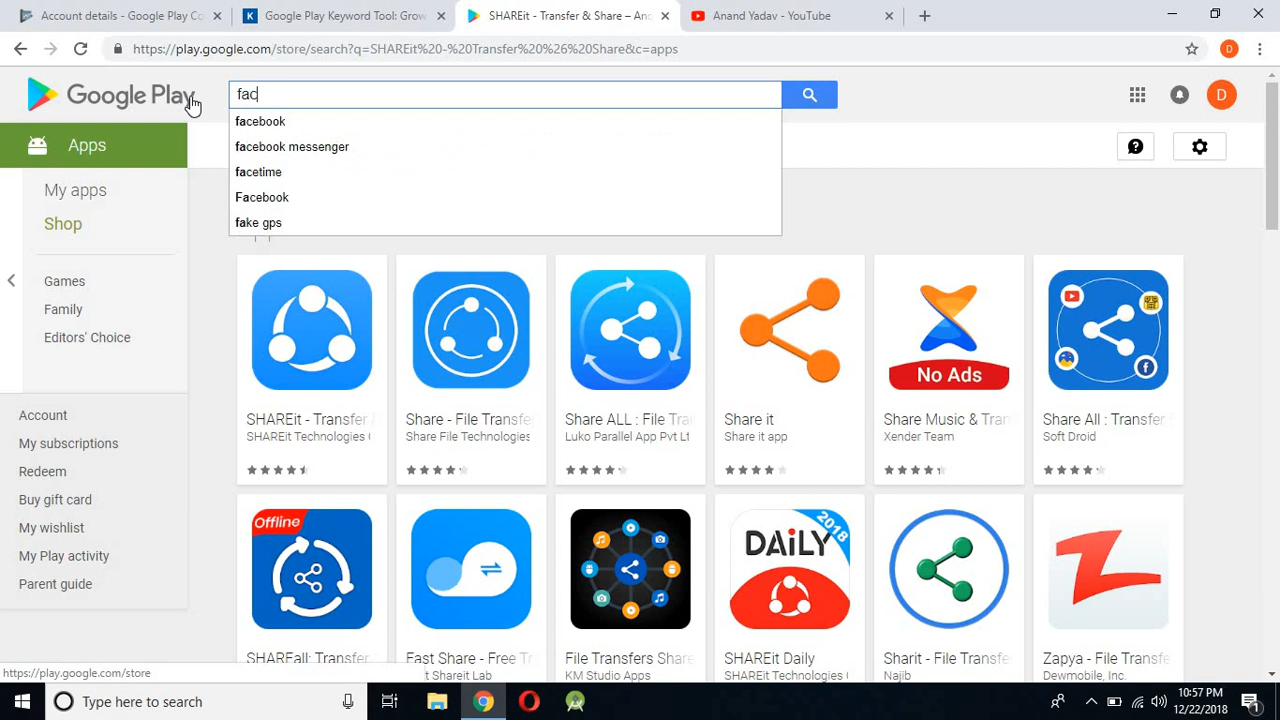 Account details - Google Play Co
Google Play Keyword Tool: Grow
SHAREit - Transfer & Share – And
Anand Yadav - YouTube
https://play.google.com/store/search?q=SHAREit%20-%20Transfer%20%26%20Share&c=apps
D
Google Play
fac
D
facebook
facebook messenger
facetime
Facebook
fake gps
Apps
My apps
Shop
Games
Family
Editors' Choice
Account
My subscriptions
Redeem
Buy gift card
My wishlist
My Play activity
Parent guide
No Ads
SHAREit - Transfer
SHAREit Technologies
Share - File Transfe
Share File Technologies
Share ALL : File Tra
Luko Parallel App Pvt Lt
Share it
Share it app
Share Music & Tran
Xender Team
Share All : Transfer
Soft Droid
Offline
DAILY
2018
SHAREall: Transfer
Fast Share - Free T
et Shareit Lab
File Transfers Share
KM Studio Apps
SHAREit Daily
SHAREit Technologies
Sharit - File Transfe
Najib
Zapya - File Transfe
Dewmobile, Inc.
https://play.google.com/store
Type here to search
10:57 PM
12/22/2018
1